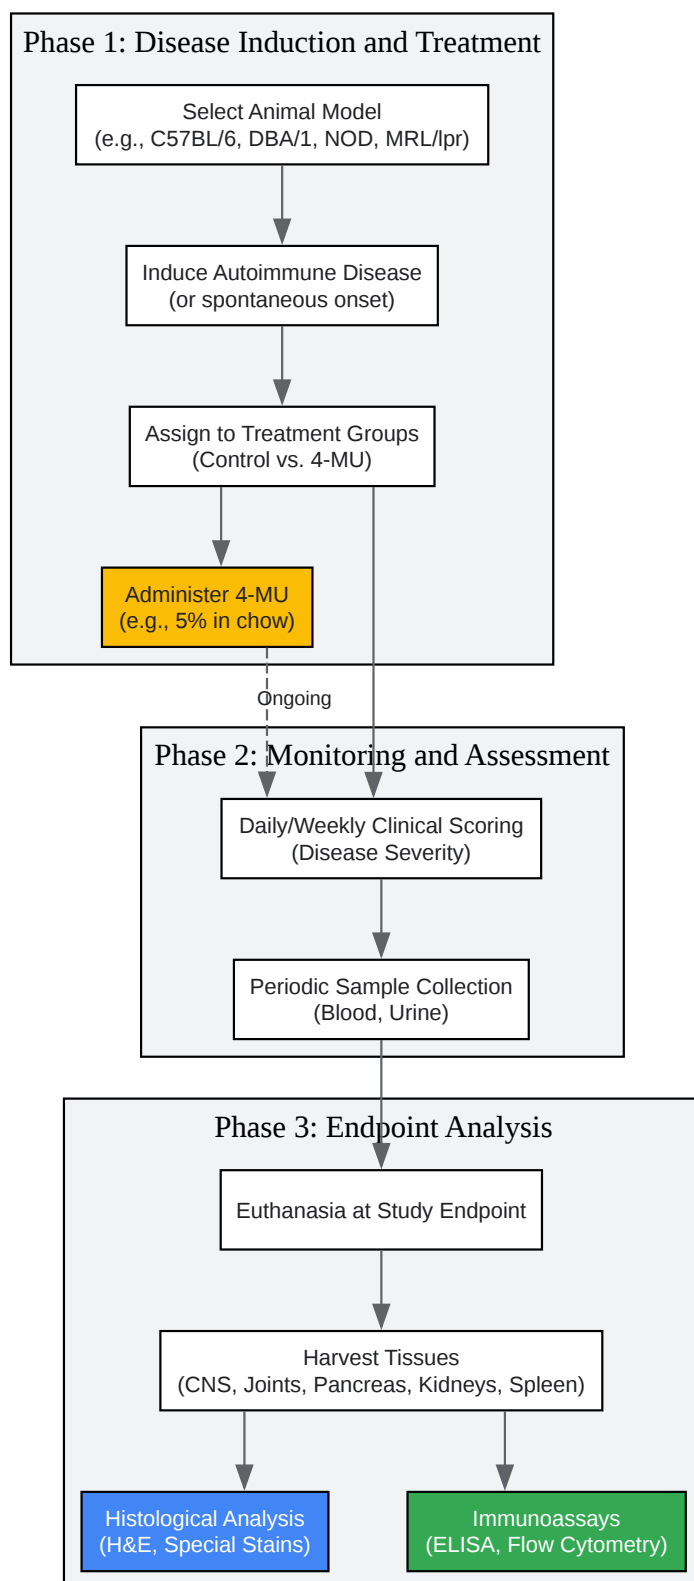 Phase 1: Disease Induction and Treatment
Select Animal Model
(e.g., C57BL/6, DBA/1, NOD, MRL/lpr)
Induce Autoimmune Disease
(or spontaneous onset)
Assign to Treatment Groups
(Control vs. 4-MU)
Administer 4-MU
(e.g., 5% in chow)
Ongoing
Phase 2: Monitoring and Assessment
Daily/Weekly Clinical Scoring
(Disease Severity)
Periodic Sample Collection
(Blood, Urine)
Phase 3: Endpoint Analysis
Euthanasia at Study Endpoint
Harvest Tissues
(CNS, Joints, Pancreas, Kidneys, Spleen)
Histological Analysis
(H&E, Special Stains)
Immunoassays
(ELISA, Flow Cytometry)